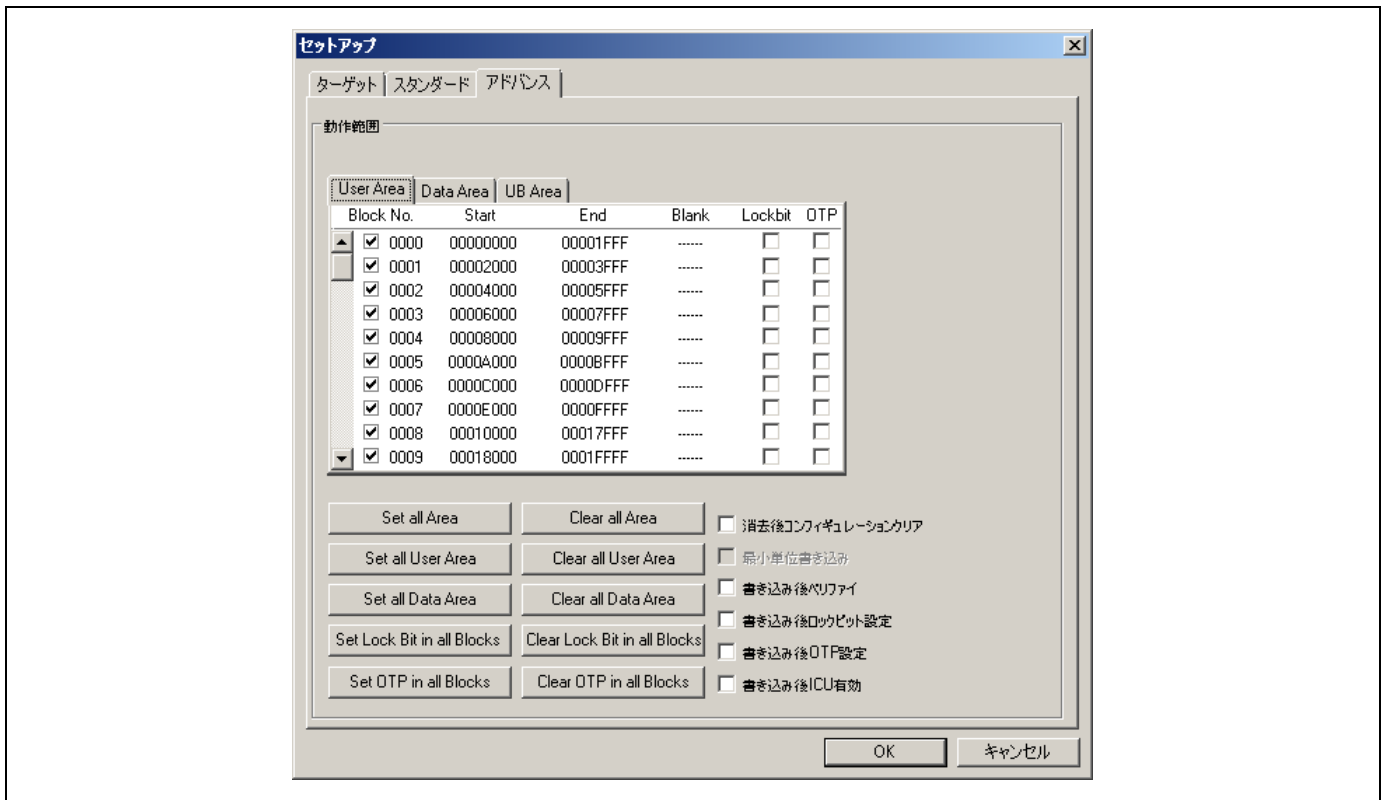 セットアップ
ターゲット スタンダード アドバンス
動作範囲
User Area Data Area UB Area
Block No. Start End Blank Lockbit OTP
0000 00000000 00001FFF ------
0001 00002000 00003FFF ------
0002 00004000 00005FFF ------
0003 00006000 00007FFF ------
0004 00008000 00009FFF ------
0005 0000A000 0000BFFF ------
0006 0000C000 0000DFFF ------
0007 0000E000 0000FFFF ------
0008 00010000 00017FFF ------
0009 00018000 0001FFFF ------
Set all Area Clear all Area 消去後コンフィギュレーションクリア
Set all User Area Clear all User Area 最小単位書き込み
Set all Data Area Clear all Data Area 書き込み後ベリファイ
Set Lock Bit in all Blocks Clear Lock Bit in all Blocks 書き込み後ロックビット設定
Set OTP in all Blocks Clear OTP in all Blocks 書き込み後OTP設定
書き込み後ICU有効
OK キャンセル